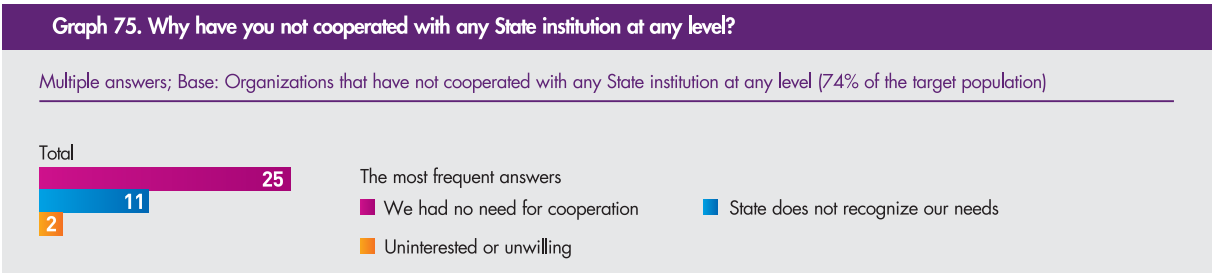 Graph 75. Why have you not cooperated with any State institution at any level?
Multiple answers; Base: Organizations that have not cooperated with any State institution at any level (74% of the target population)
Total
25
11
2
The most frequent answers
We had no need for cooperation
State does not recognize our needs
Uninterested or unwilling